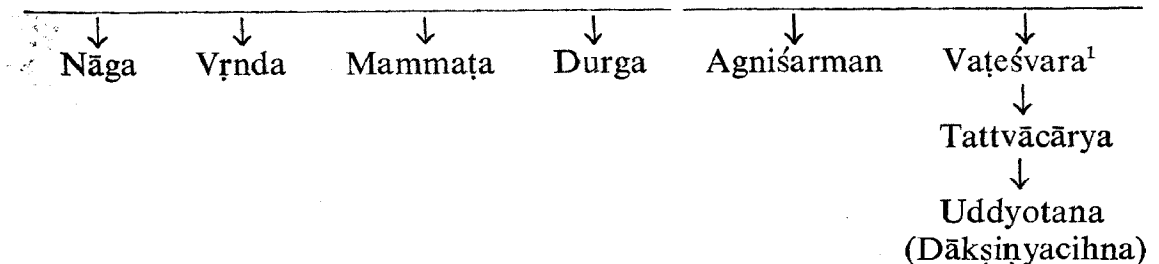 Nāga Vṛnda Mammaṭa Durga Agniśarman Vaṭeśvara¹
Tattvācārya
Uddyotana
(Dākṣiṇyacihna)